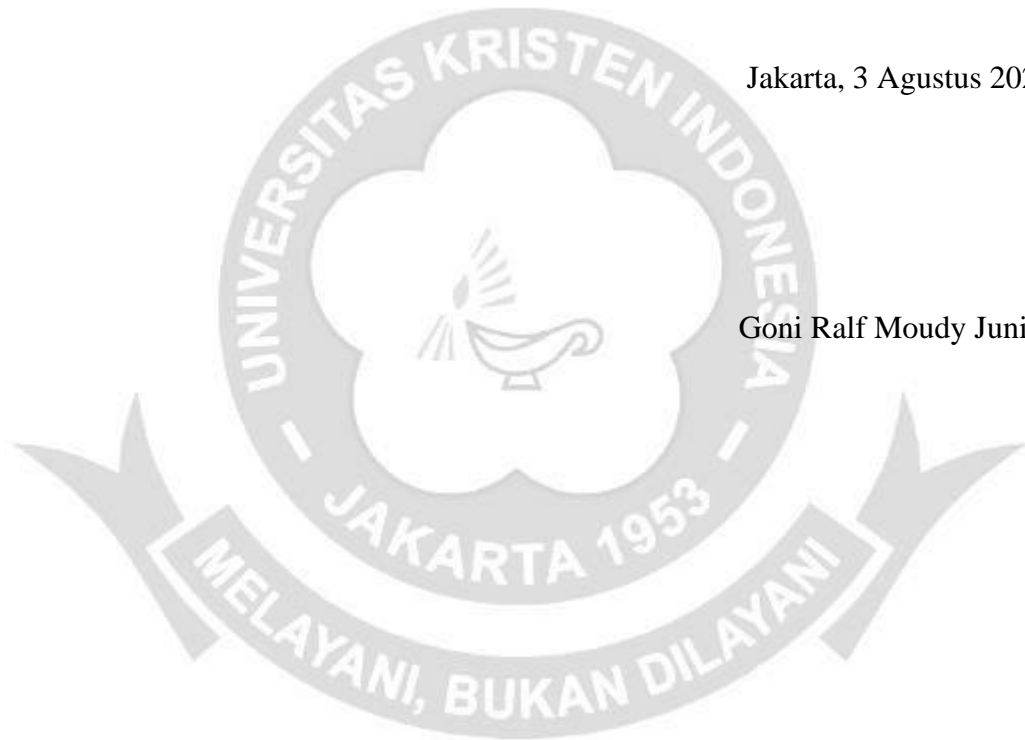 Jakarta, 3 Agustus 202
Goni Ralf Moudy Juni
UNIVERSITAS KRISTEN INDONESIA
JAKARTA 1953
MELAYANI, BUKAN DILAYANI